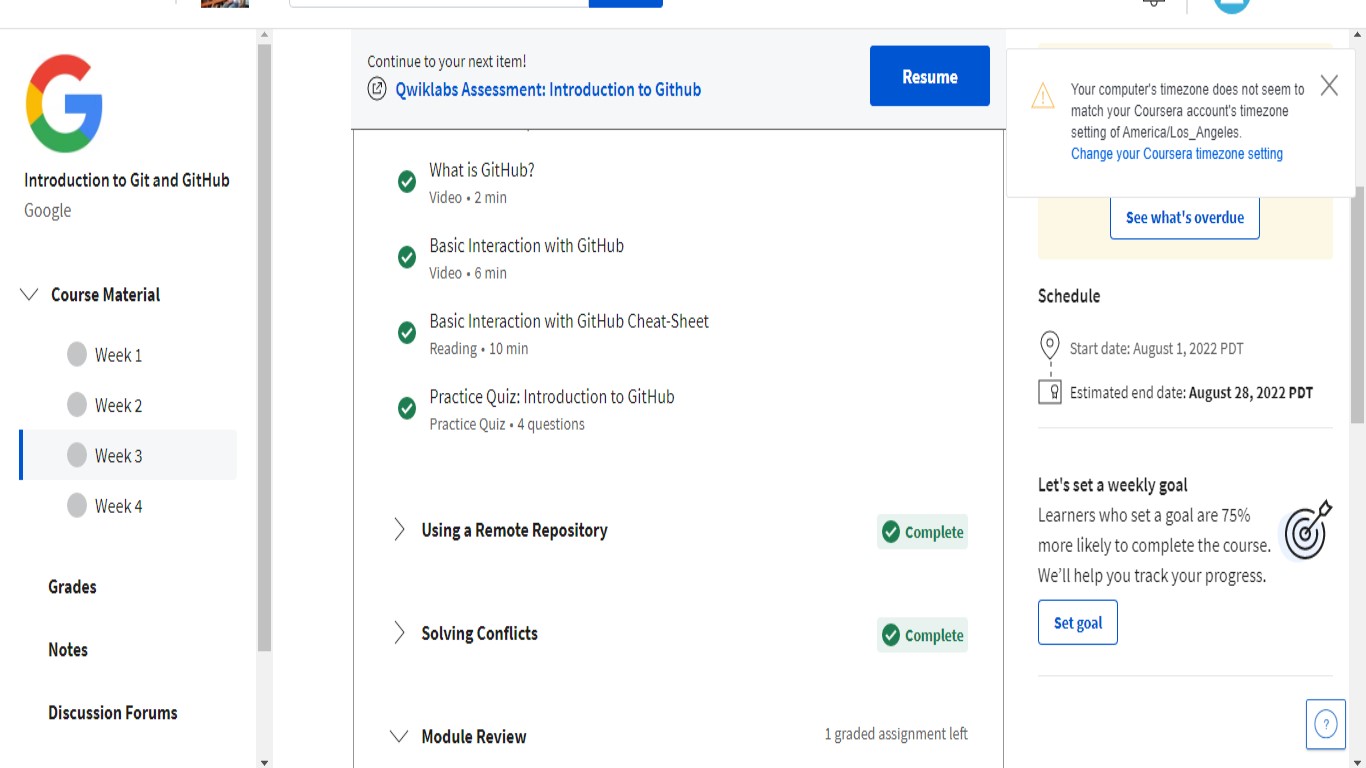 Introduction to Git and GitHub
Google
Course Material
Week 1
Week 2
Week 3
Week 4
Grades
Notes
Discussion Forums
Continue to your next item!
Qwiklabs Assessment: Introduction to Github
Resume
What is GitHub?
Video • 2 min
Basic Interaction with GitHub
Video • 6 min
Basic Interaction with GitHub Cheat-Sheet
Reading • 10 min
Practice Quiz: Introduction to GitHub
Practice Quiz • 4 questions
Using a Remote Repository
Complete
Solving Conflicts
Complete
Module Review
1 graded assignment left
Your computer's timezone does not seem to
match your Coursera account's timezone
setting of America/Los_Angeles.
Change your Coursera timezone setting
See what's overdue
Schedule
Start date: August 1, 2022 PDT
Estimated end date: August 28, 2022 PDT
Let's set a weekly goal
Learners who set a goal are 75%
more likely to complete the course.
We'll help you track your progress.
Set goal
?